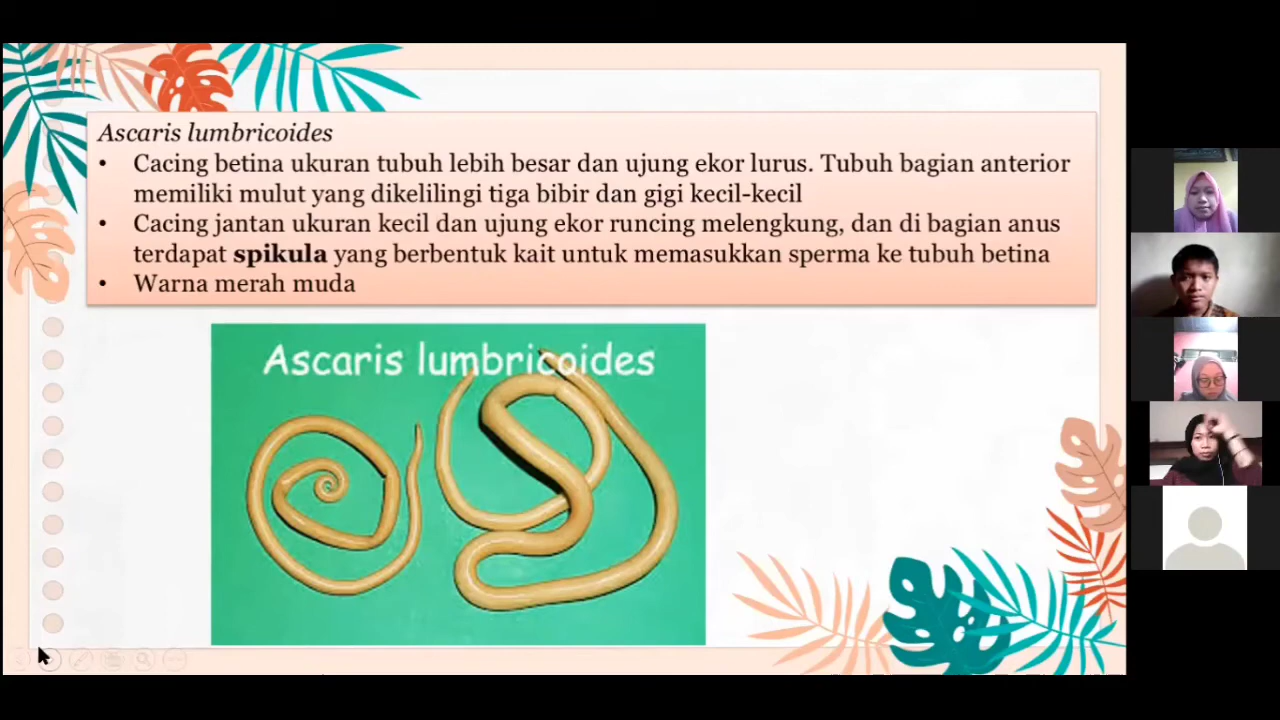 Ascaris lumbricoides
• Cacing betina ukuran tubuh lebih besar dan ujung ekor lurus. Tubuh bagian anterior
memiliki mulut yang dikelilingi tiga bibir dan gigi kecil-kecil
• Cacing jantan ukuran kecil dan ujung ekor runcing melengkung, dan di bagian anus
terdapat spikula yang berbentuk kait untuk memasukkan sperma ke tubuh betina
• Warna merah muda
Ascaris lumbricoides